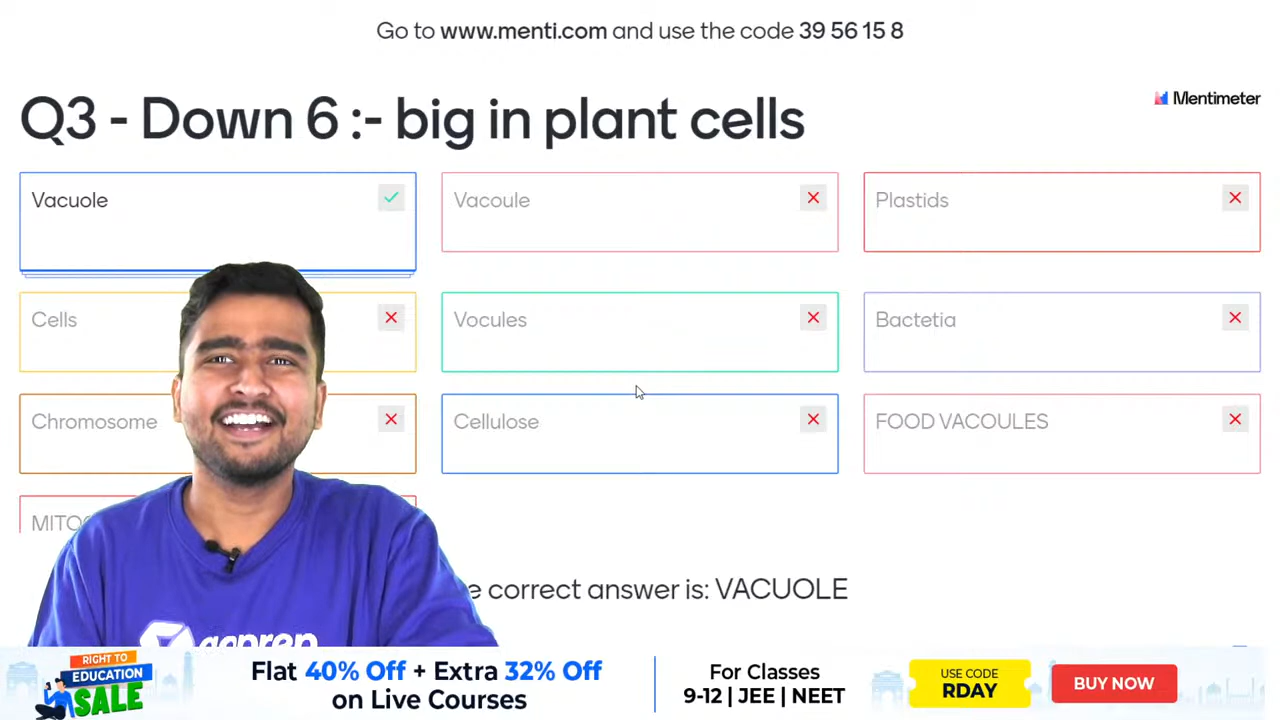 Go to www.menti.com and use the code 39 56 15 8
Q3 - Down 6 :- big in plant cells
Mentimeter
Vacuole
Vacoule
Plastids
Cells
Vocules
Bactetia
Chromosome
Cellulose
FOOD VACOULES
correct answer is: VACUOLE
RIGHT TO
EDUCATION
SALE
Flat 40% Off + Extra 32% Off
on Live Courses
For Classes
9-12 | JEE | NEET
USE CODE
RDAY
BUY NOW